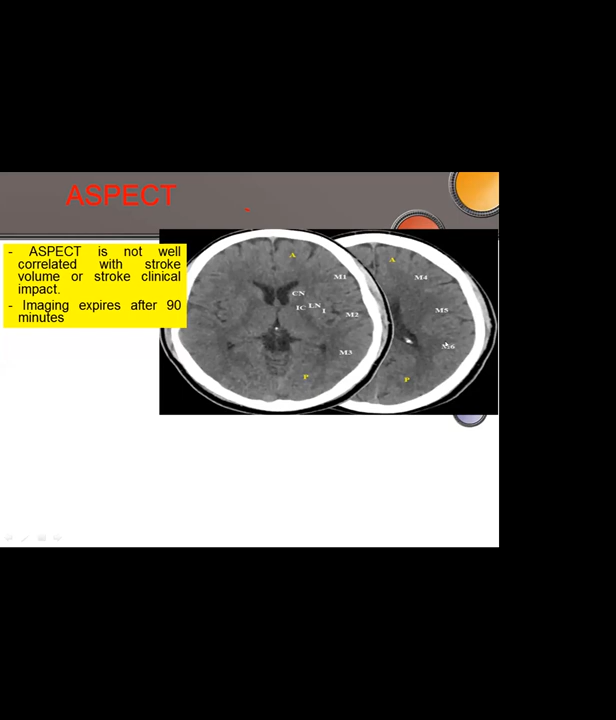 ASPECT
- ASPECT is not well
correlated with stroke
volume or stroke clinical
impact.
- Imaging expires after 90
minutes
A
M1
CN
IC LN I
M2
M3
P
A
M4
M5
M6
P